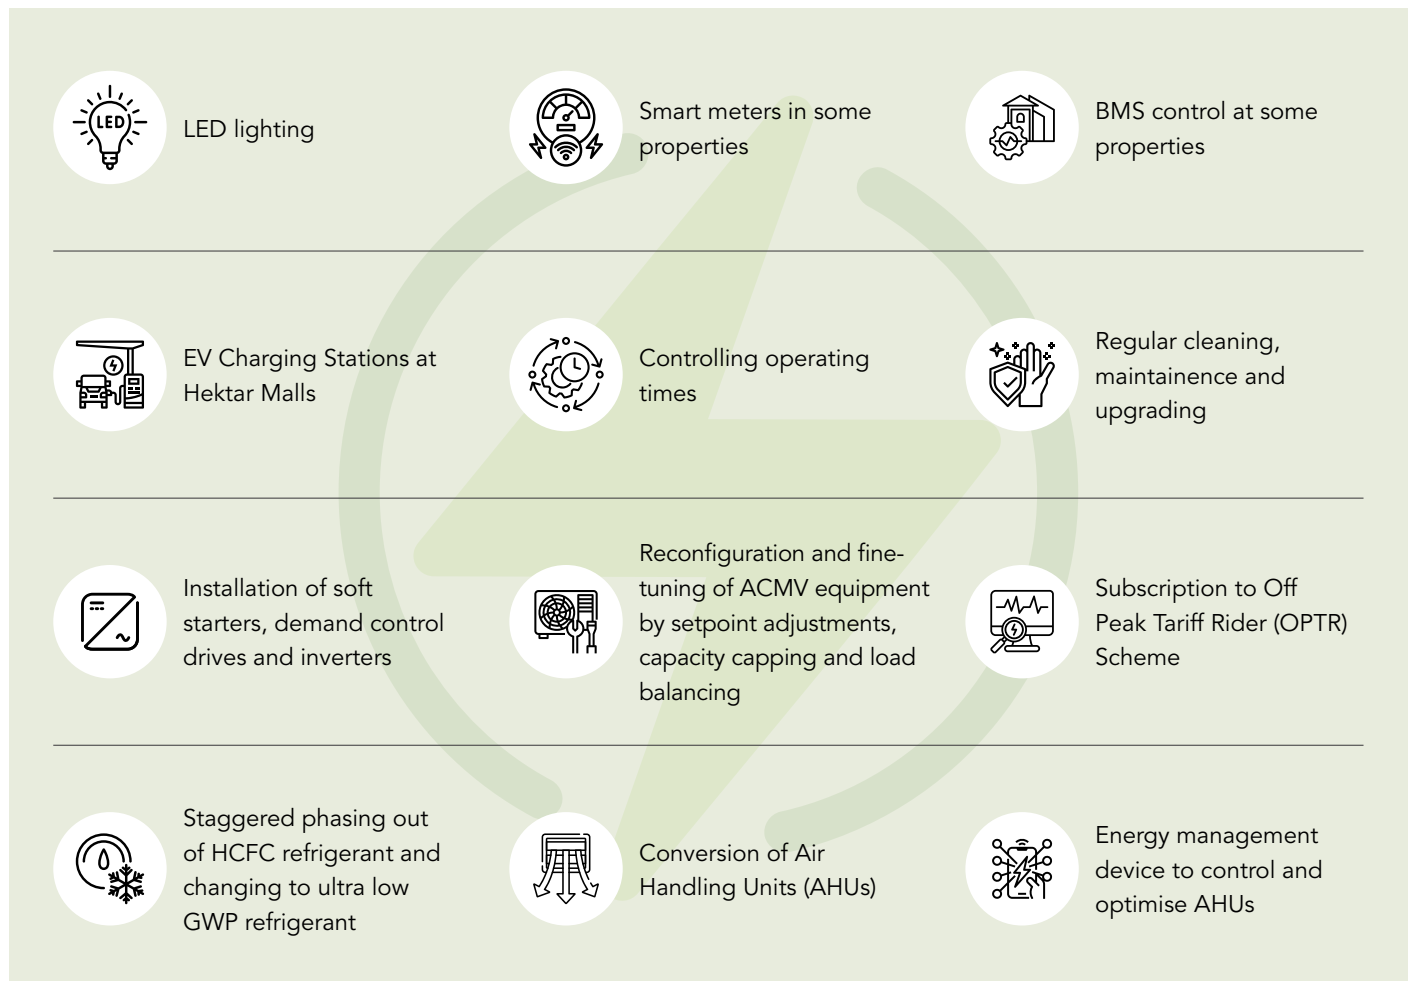 LED
LED lighting
Smart meters in some
properties
BMS control at some
properties
EV Charging Stations at
Hektar Malls
Controlling operating
times
Regular cleaning,
maintainence and
upgrading
Installation of soft
starters, demand control
drives and inverters
Reconfiguration and fine-
tuning of ACMV equipment
by setpoint adjustments,
capacity capping and load
balancing
Subscription to Off
Peak Tariff Rider (OPTR)
Scheme
Staggered phasing out
of HCFC refrigerant and
changing to ultra low
GWP refrigerant
Conversion of Air
Handling Units (AHUs)
Energy management
device to control and
optimise AHUs